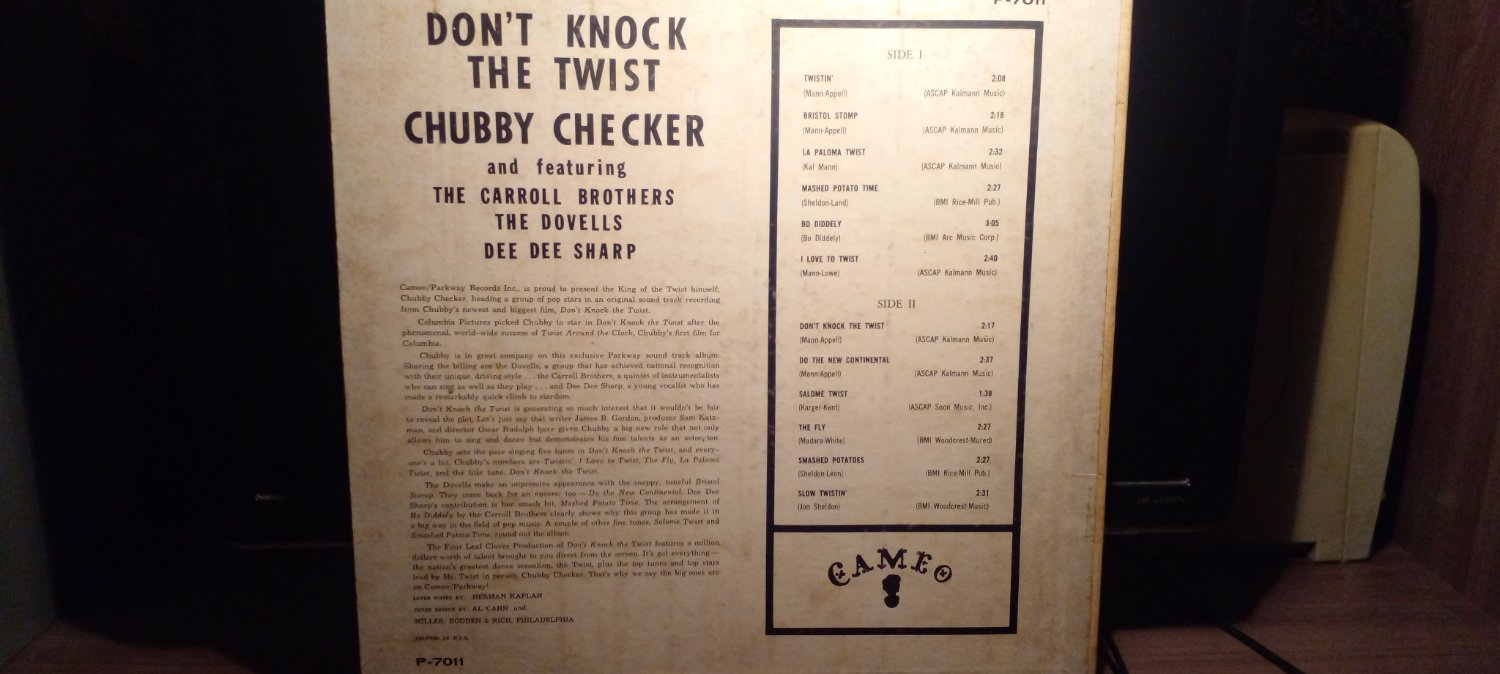 P-7011
DON'T KNOCK
THE TWIST
CHUBBY CHECKER
and featuring
THE CARROLL BROTHERS
THE DOVELLS
DEE DEE SHARP
Cameo/Parkway Records Inc., is proud to present the King of the Twist himself,
Chubby Checker, heading a group of pop stars in an original sound track recording
from Chubby's newest and biggest film, Don't Knock the Twist.
Columbia Pictures picked Chubby to star in Don't Knock the Twist after the
phenomenal, world-wide success of Twist Around the Clock, Chubby's first film for
Columbia.
Chubby is in great company on this exclusive Parkway sound track album.
Sharing the billing are the Dovells, a group that has achieved national recognition
with their unique, driving style . . . the Carroll Brothers, a quintet of instrumentalists
who can sing as well as they play . . . and Dee Dee Sharp, a young vocalist who has
made a remarkably quick climb to stardom.
Don't Knock the Twist is generating so much interest that it wouldn't be fair
to reveal the plot. Let's just say that writer James B. Gordon, producer Sam Katz-
man, and director Oscar Rudolph have given Chubby a big new role that not only
allows him to sing and dance but demonstrates his fine talents as an actor, too.
Chubby sets the pace singing five tunes in Don't Knock the Twist, and every-
one's a hit. Chubby's numbers are Twistin', I Love to Twist, The Fly, La Paloma
Twist, and the title tune, Don't Knock the Twist.
The Dovells make an impressive appearance with the snappy, tuneful Bristol
Stomp. They come back for an encore, too — Do the New Continental. Dee Dee
Sharp's contribution is her smash hit, Mashed Potato Time. The arrangement of
Bo Diddely by the Carroll Brothers clearly shows why this group has made it in
a big way in the field of pop music. A couple of other fine tunes, Salome Twist and
Smashed Potato Time, round out the album.
The Four Leaf Clover Production of Don't Knock the Twist features a million
dollars worth of talent brought to you direct from the screen. It's got everything —
the nation's greatest dance sensation, the Twist, plus the top tunes and top stars
lead by Mr. Twist in person, Chubby Checker. That's why we say the big ones are
on Cameo/Parkway!
LINER NOTES BY: HERMAN KAPLAN
COVER DESIGN BY: AL CAHN and
MILLER, BODDEN & RICH, PHILADELPHIA
PRINTED IN U.S.A.
P-7011
SIDE I
TWISTIN' 2:08
(Mann-Appell) (ASCAP Kalmann Music)
BRISTOL STOMP 2:18
(Mann-Appell) (ASCAP Kalmann Music)
LA PALOMA TWIST 2:32
(Kal Mann) (ASCAP Kalmann Music)
MASHED POTATO TIME 2:27
(Sheldon-Land) (BMI Rice-Mill Pub.)
BO DIDDELY 3:05
(Bo Diddely) (BMI Arc Music Corp.)
I LOVE TO TWIST 2:40
(Mann-Lowe) (ASCAP Kalmann Music)
SIDE II
DON'T KNOCK THE TWIST 2:17
(Mann-Appell) (ASCAP Kalmann Music)
DO THE NEW CONTINENTAL 2:37
(Mann-Appell) (ASCAP Kalmann Music)
SALOME TWIST 1:38
(Karger-Kent) (ASCAP Soon Music, Inc.)
THE FLY 2:27
(Madara-White) (BMI Woodcrest-Mured)
SMASHED POTATOES 2:27
(Sheldon Leon) (BMI Rice-Mill Pub.)
SLOW TWISTIN' 2:31
(Jon Sheldon) (BMI Woodcrest-Music)
CAMEO